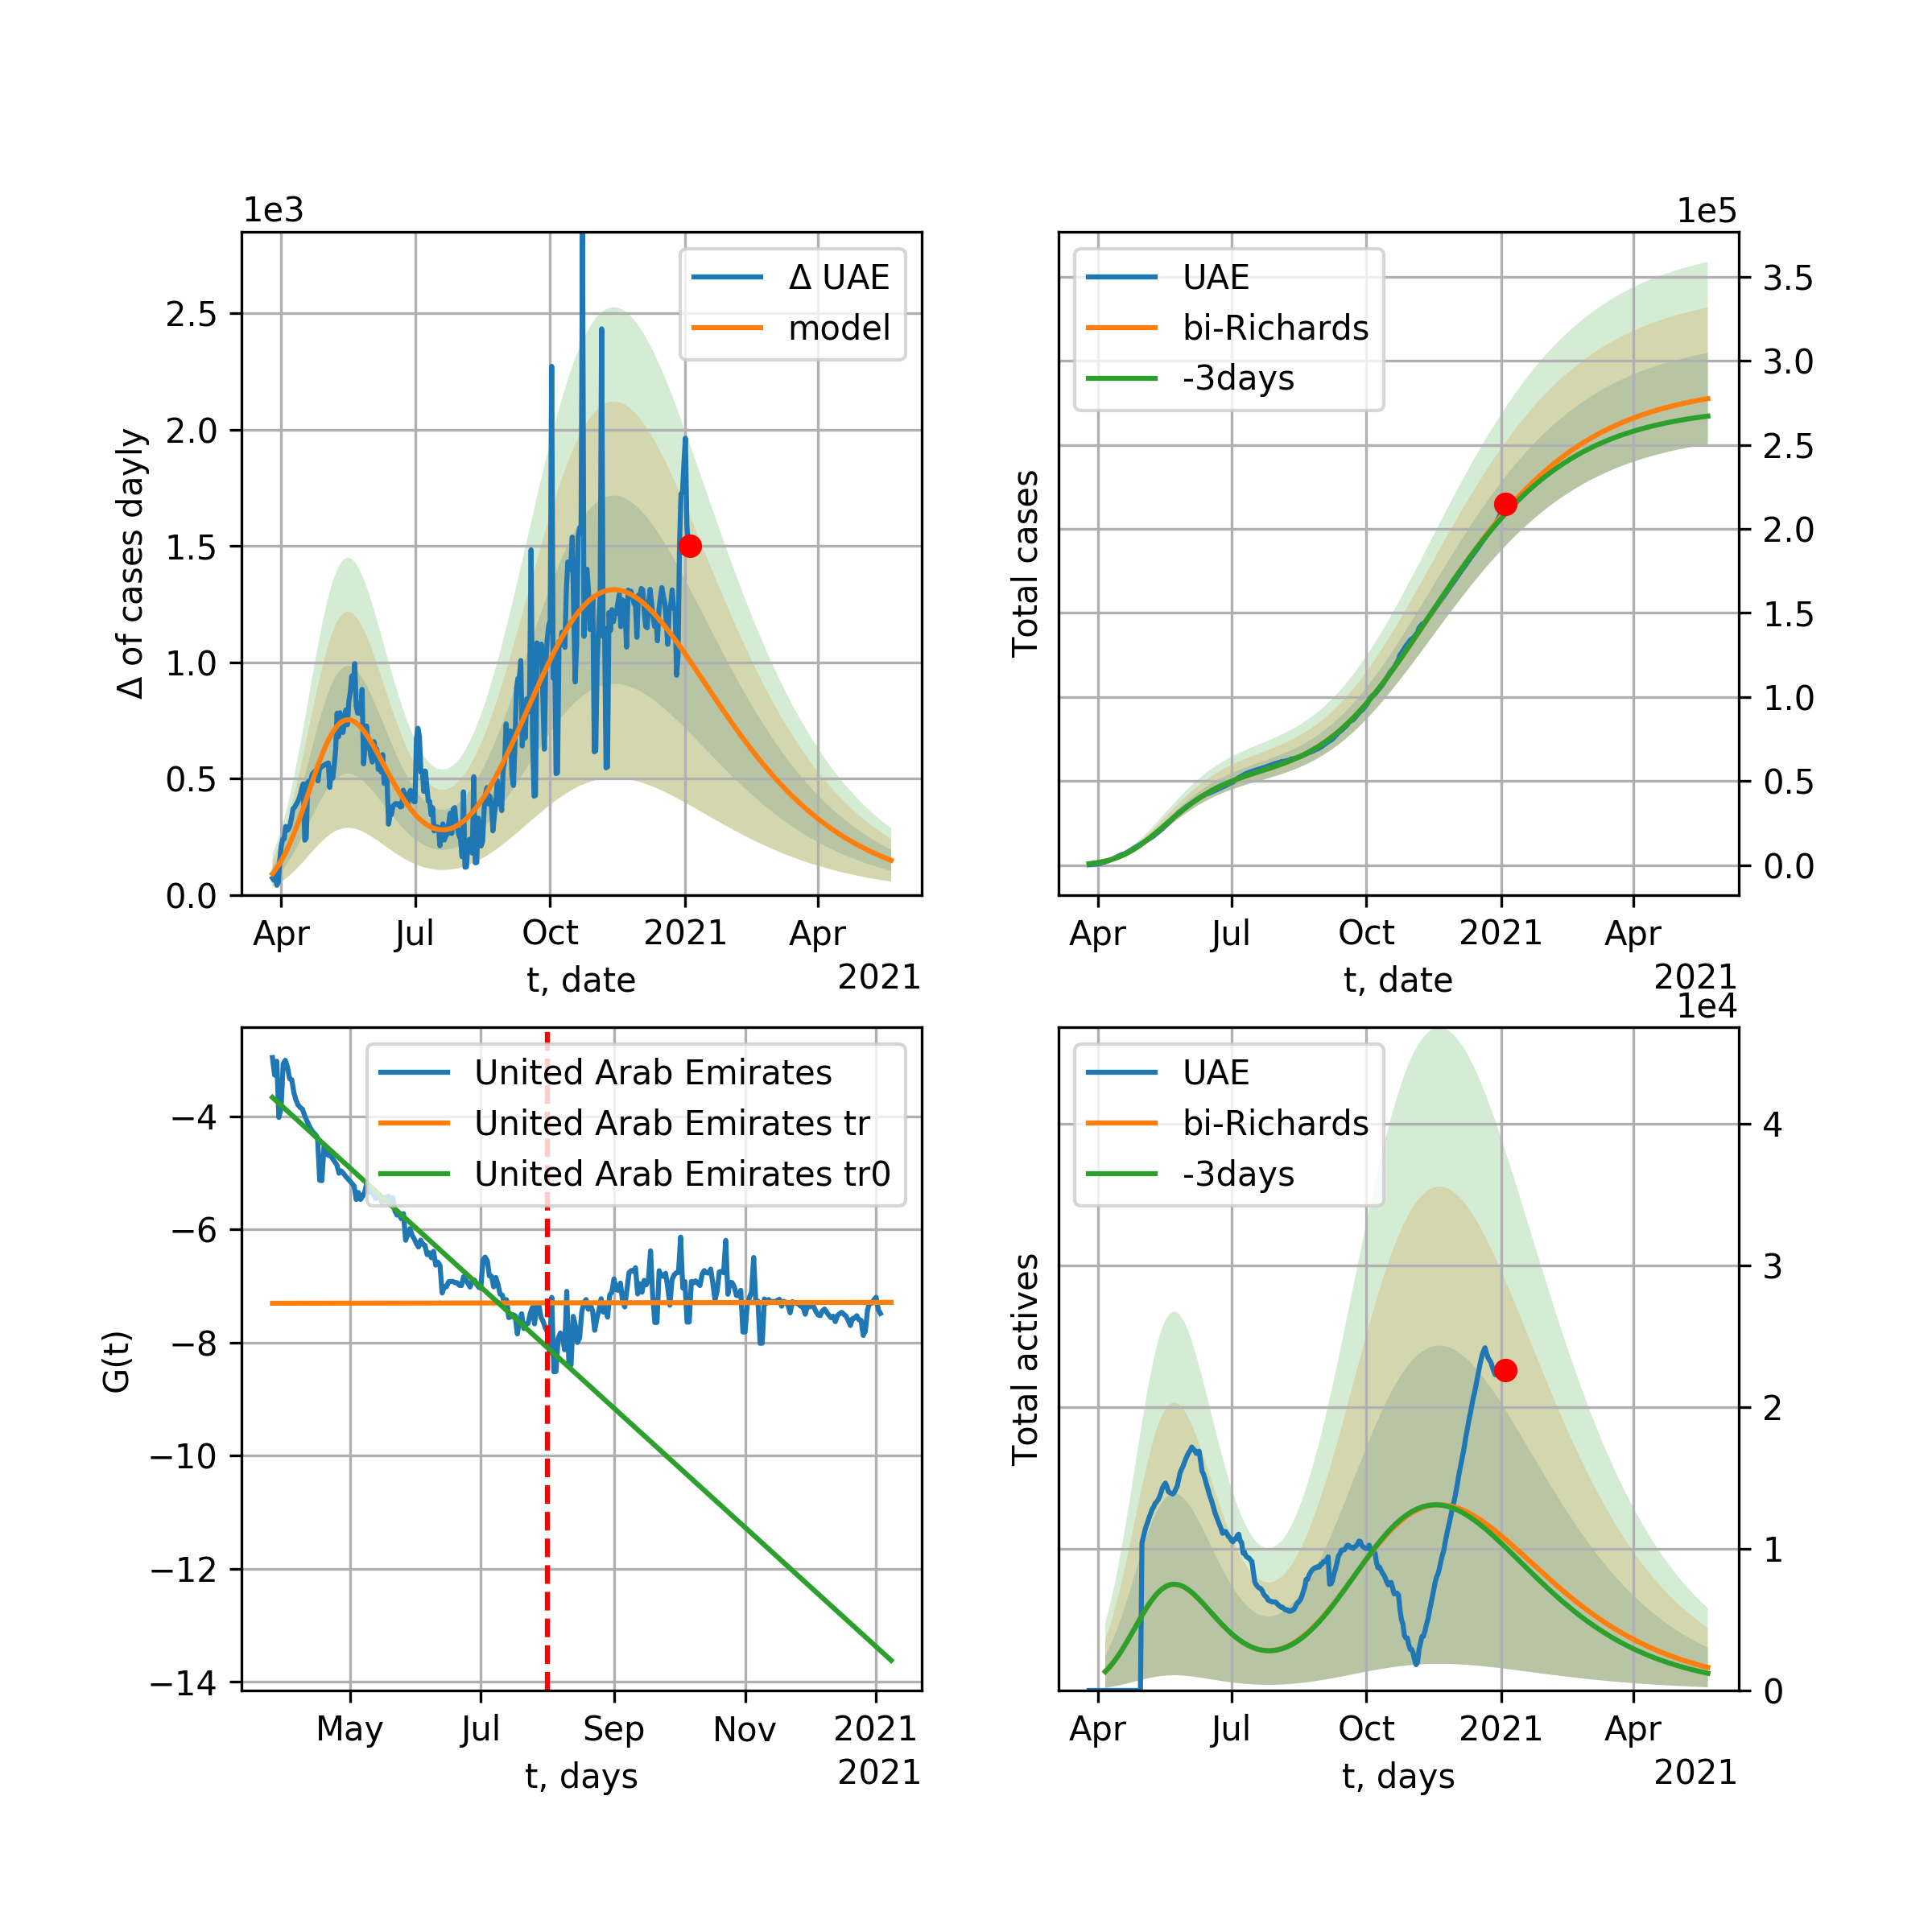 1e3
Δ UAE
model
2.5
2.0
1.5
1.0
0.5
0.0
Δ of cases dayly
Apr
Jul
Oct
2021
Apr
t, date
2021
1e5
UAE
bi-Richards
-3days
3.5
3.0
2.5
2.0
1.5
1.0
0.5
0.0
Total cases
Apr
Jul
Oct
2021
Apr
t, date
2021
United Arab Emirates
United Arab Emirates tr
United Arab Emirates tr0
−4
−6
−8
−10
−12
−14
G(t)
May
Jul
Sep
Nov
2021
t, days
2021
1e4
UAE
bi-Richards
-3days
4
3
2
1
0
Total actives
Apr
Jul
Oct
2021
Apr
t, days
2021